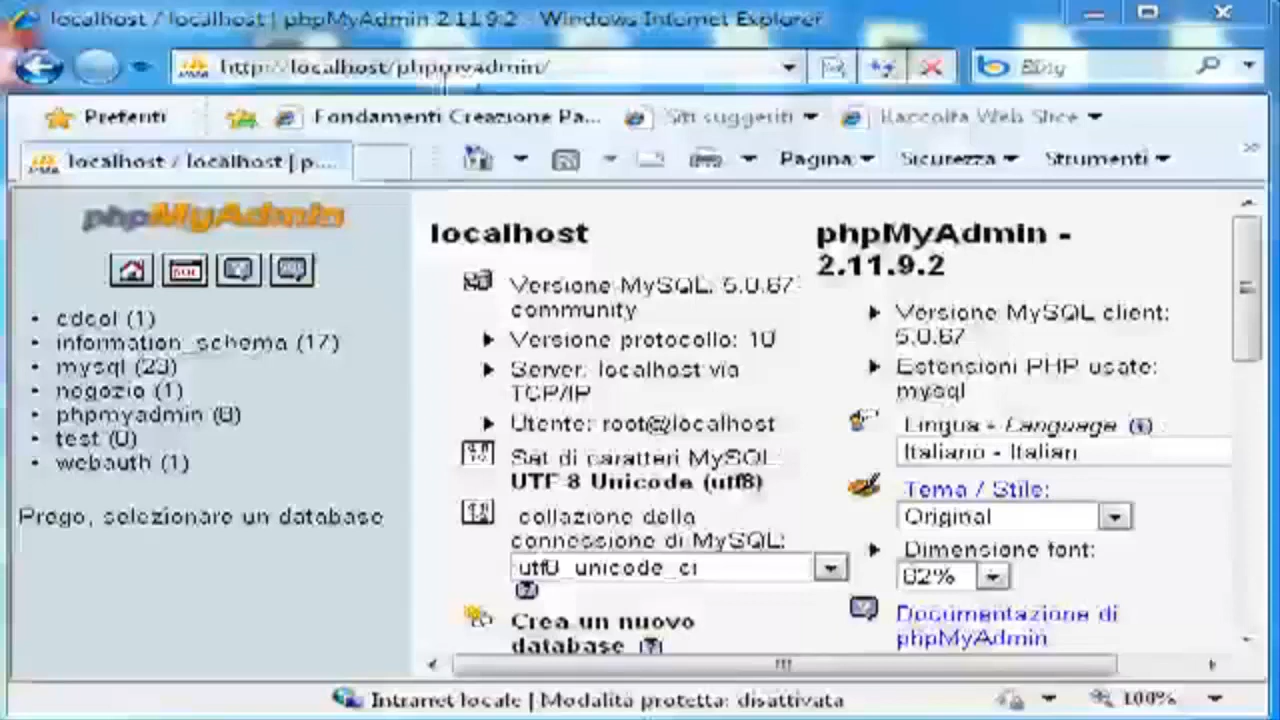 localhost / localhost | phpMyAdmin 2.11.9.2 - Windows Internet Explorer
http://localhost/phpmyadmin/
Bing
Preferiti
Fondamenti Creazione Pa...
Siti suggeriti
Raccolta Web Slice
localhost / localhost | p....
Pagina
Sicurezza
Strumenti
phpMyAdmin
SQL
cdcol (1)
information_schema (17)
mysql (23)
negozio (1)
phpmyadmin (8)
test (0)
webauth (1)
Prego, selezionare un database
localhost
Versione MySQL: 5.0.67-
community
Versione protocollo: 10
Server: localhost via
TCP/IP
Utente: root@localhost
Set di caratteri MySQL:
UTF-8 Unicode (utf8)
collazione della
connessione di MySQL:
utf8_unicode_ci
Crea un nuovo
database
phpMyAdmin -
2.11.9.2
Versione MySQL client:
5.0.67
Estensioni PHP usate:
mysql
Lingua - Language
Italiano - Italian
Tema / Stile:
Original
Dimensione font:
82%
Documentazione di
phpMyAdmin
Intranet locale | Modalità protetta: disattivata
100%